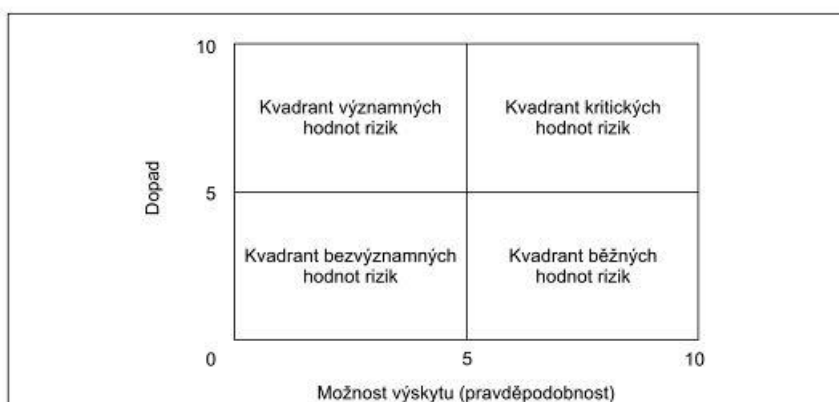 10
Kvadrant významných
hodnot rizik
Kvadrant kritických
hodnot rizik
Dopad
5
Kvadrant bezvýznamných
hodnot rizik
Kvadrant běžných
hodnot rizik
0
5
10
Možnost výskytu (pravděpodobnost)